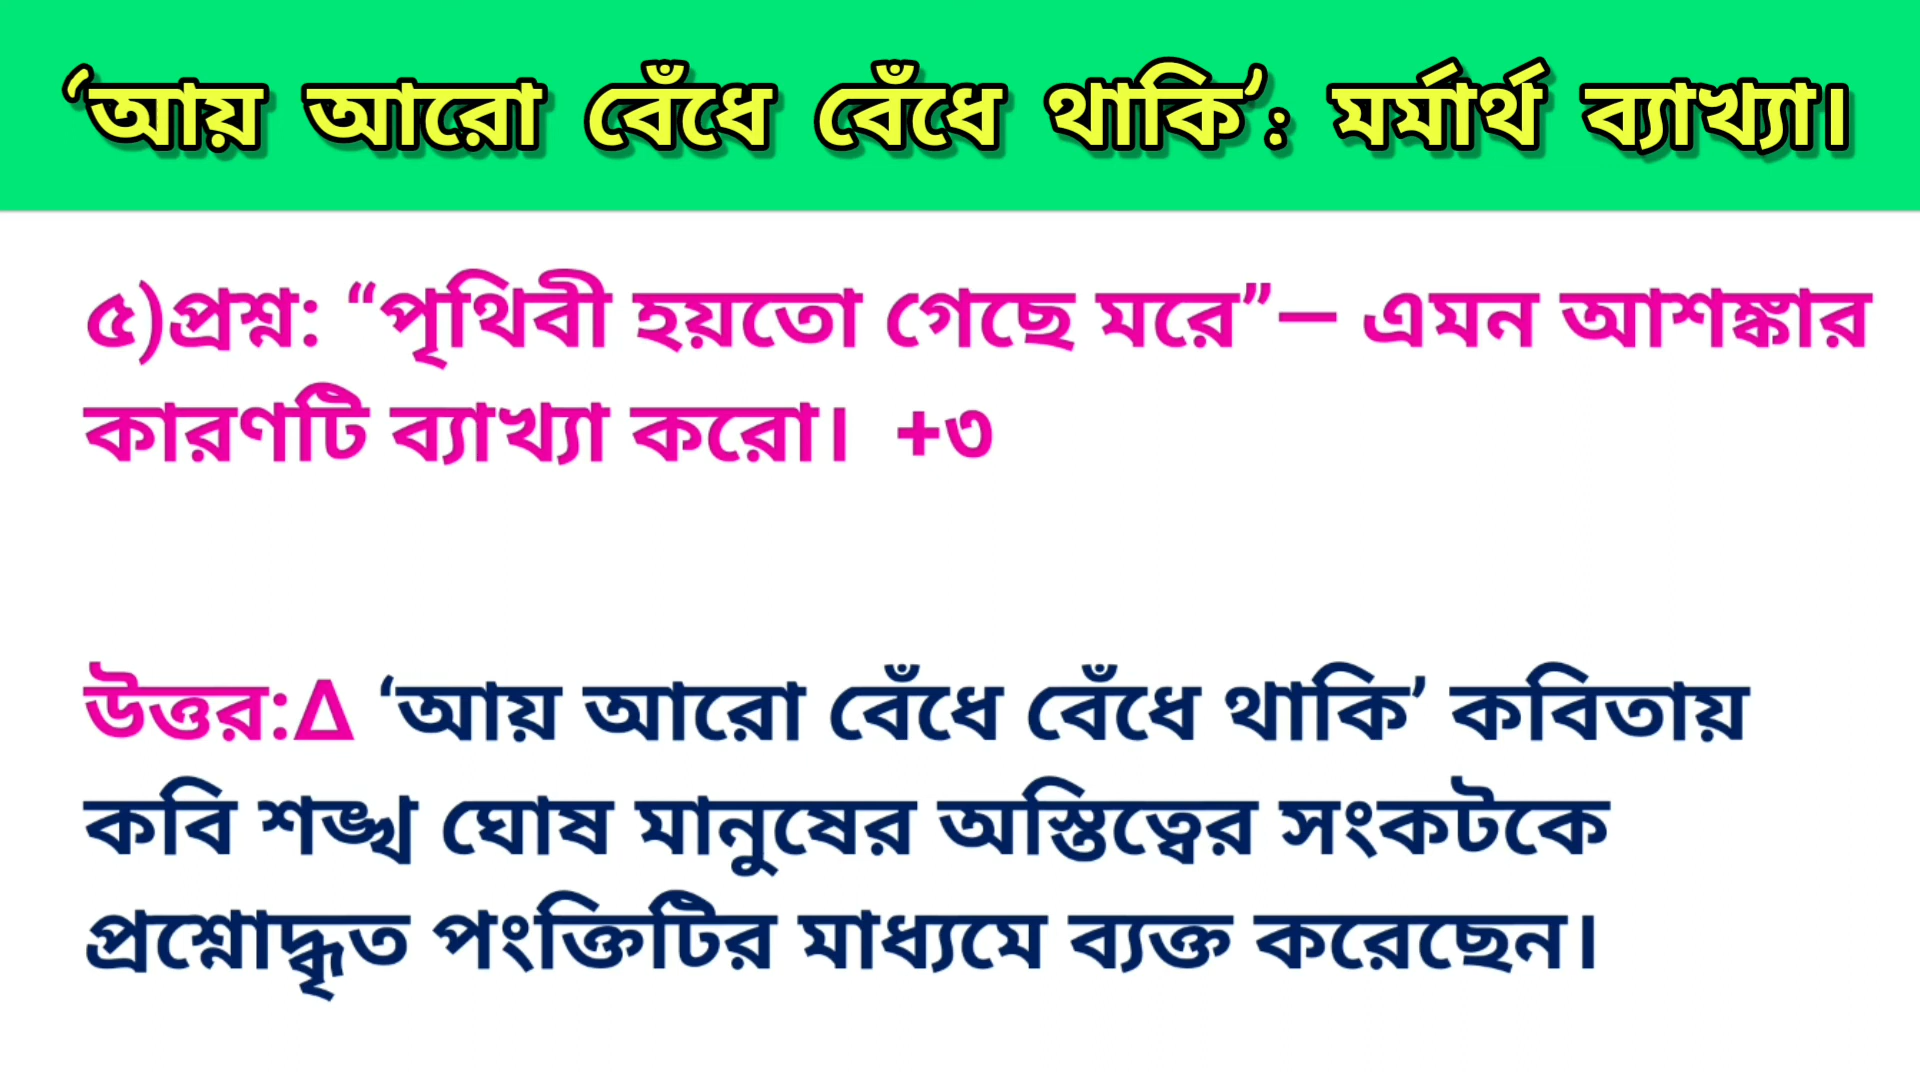 ‘আয় আরো বেঁধে বেঁধে থাকি’: মর্মার্থ ব্যাখ্যা।
৫)প্রশ্ন: “পৃথিবী হয়তো গেছে মরে”— এমন আশঙ্কার
কারণটি ব্যাখ্যা করো। +৩
উত্তর:Δ ‘আয় আরো বেঁধে বেঁধে থাকি’ কবিতায়
কবি শঙ্খ ঘোষ মানুষের অস্তিত্বের সংকটকে
প্রশ্নোদ্ধৃত পংক্তিটির মাধ্যমে ব্যক্ত করেছেন।